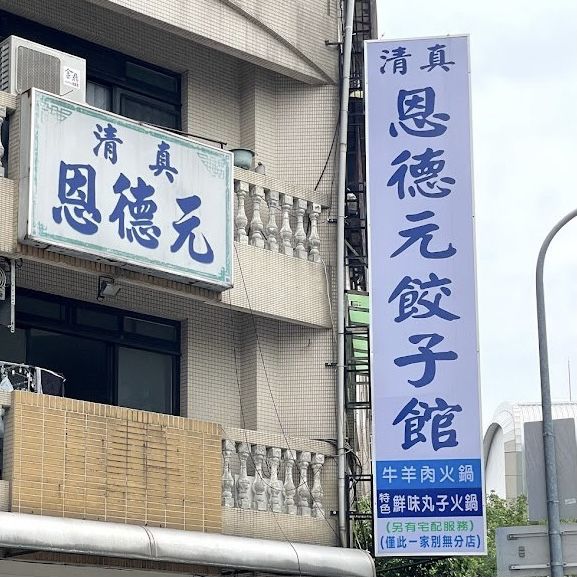 清真
恩德元
清真
恩德元餃子館
牛羊肉火鍋
特色 鮮味丸子火鍋
(另有宅配服務)
(僅此一家別無分店)